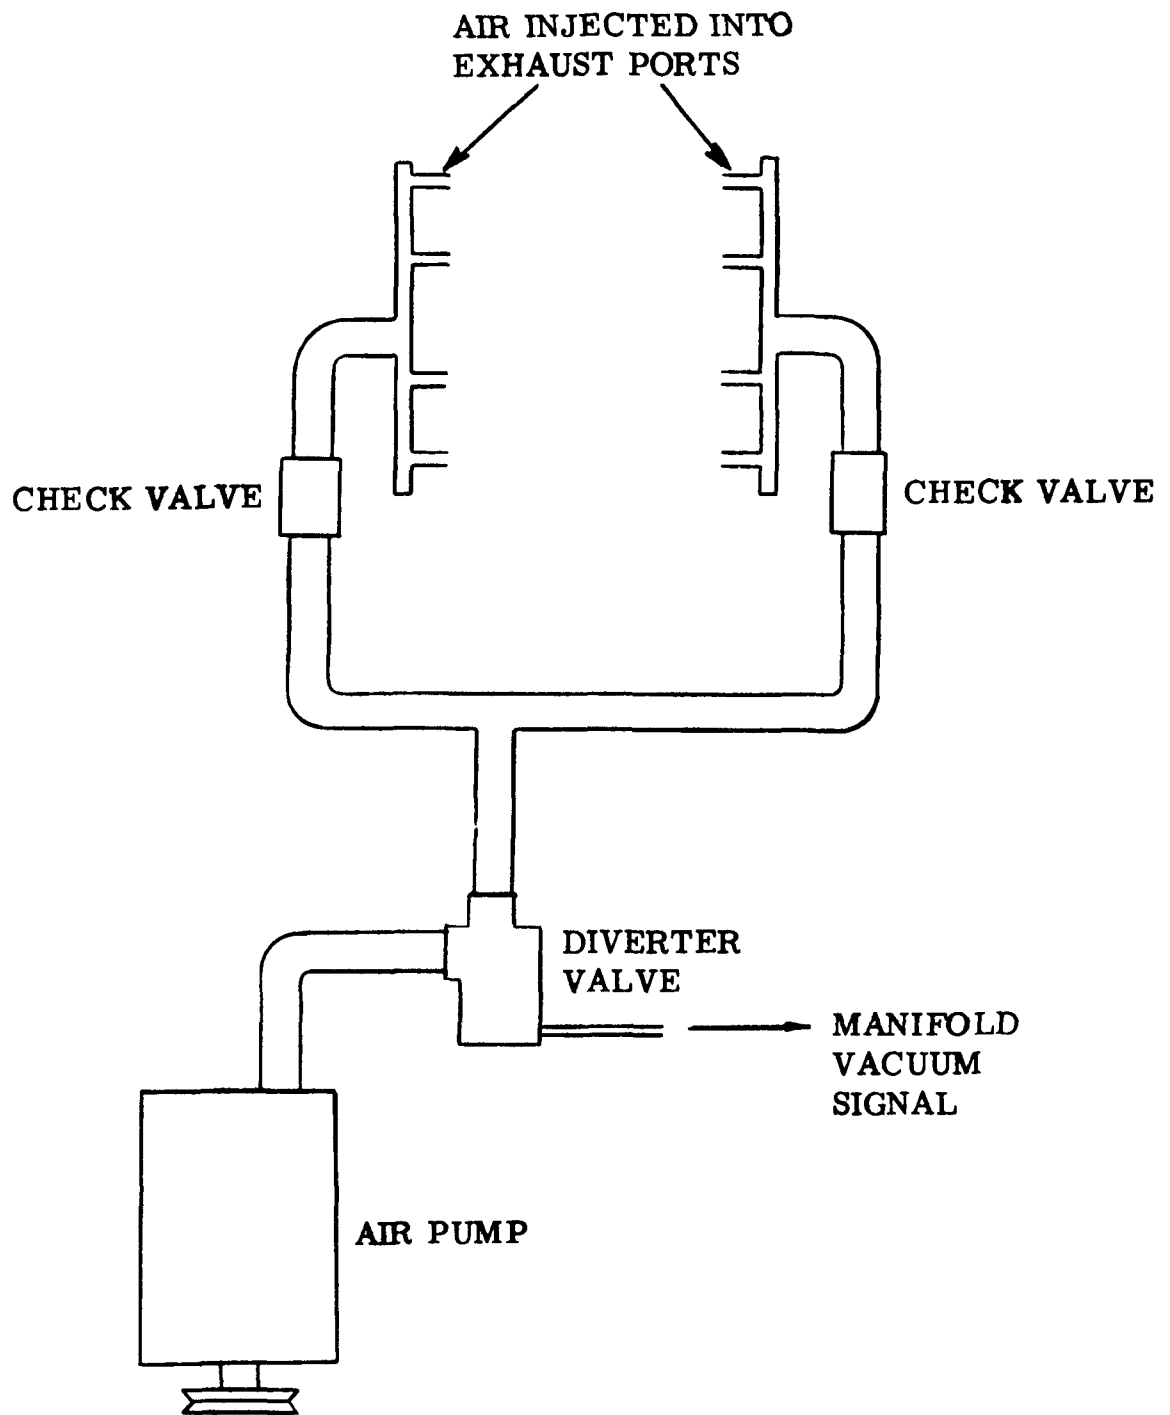 AIR INJECTED INTO
EXHAUST PORTS
CHECK VALVE
CHECK VALVE
DIVERTER
VALVE
MANIFOLD
VACUUM
SIGNAL
AIR PUMP